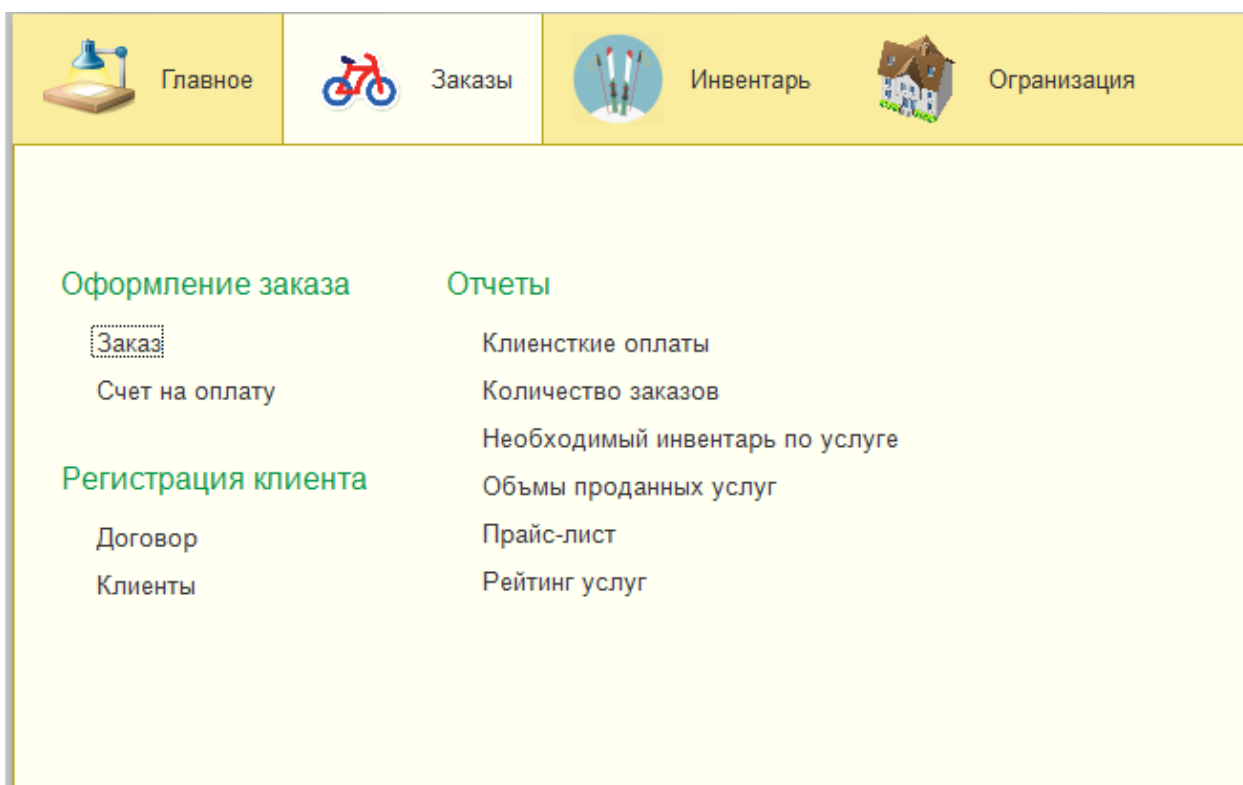 Главное
Заказы
Инвентарь
Огранизация
Оформление заказа
Заказ
Счет на оплату
Регистрация клиента
Договор
Клиенты
Отчеты
Клиенсткие оплаты
Количество заказов
Необходимый инвентарь по услуге
Объмы проданных услуг
Прайс-лист
Рейтинг услуг